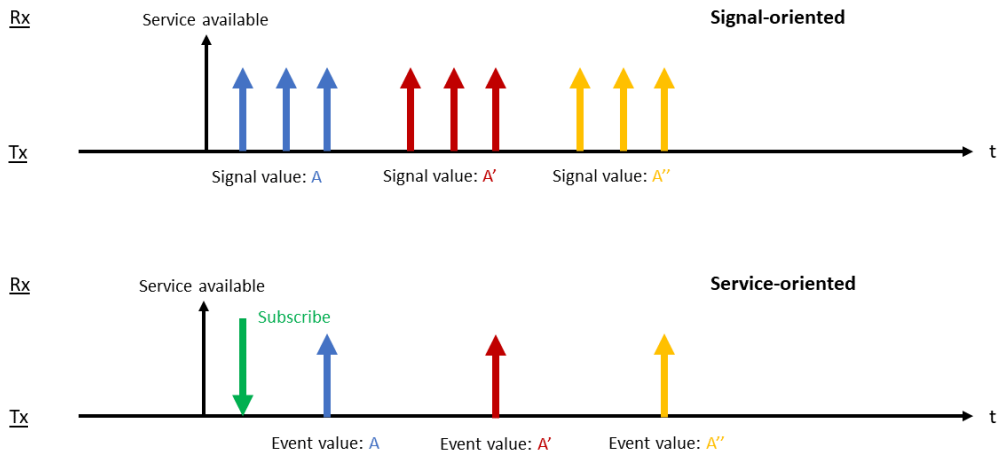 Rx
Service available
Signal-oriented
Tx
t
Signal value: A
Signal value: A’
Signal value: A’’
Rx
Service available
Service-oriented
Subscribe
Tx
t
Event value: A
Event value: A’
Event value: A’’